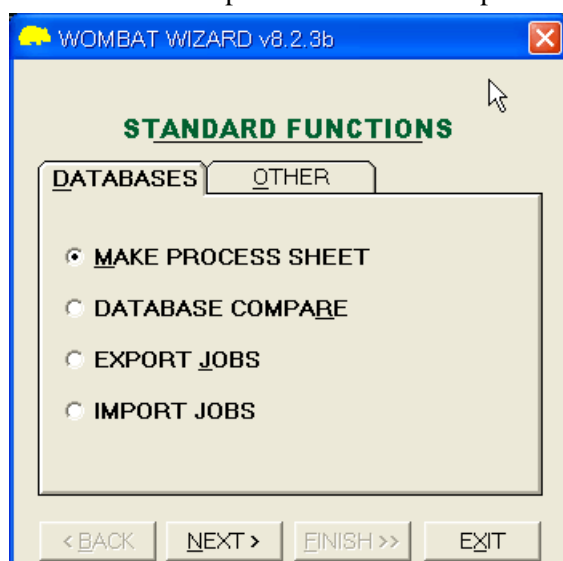 WOMBAT WIZARD v8.2.3b
STANDARD FUNCTIONS
DATABASES OTHER
MAKE PROCESS SHEET
DATABASE COMPARE
EXPORT JOBS
IMPORT JOBS
< BACK NEXT > FINISH >> EXIT